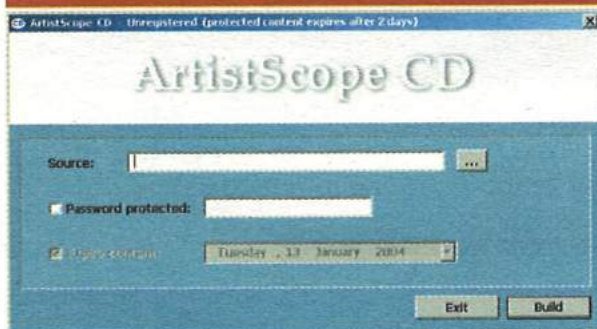 ArtistScope CD - Unregistered (protected content expires after 2 days)
ArtistScope CD
Source:
...
Password protected:
Tuesday , 13 January 2004
Exit Build